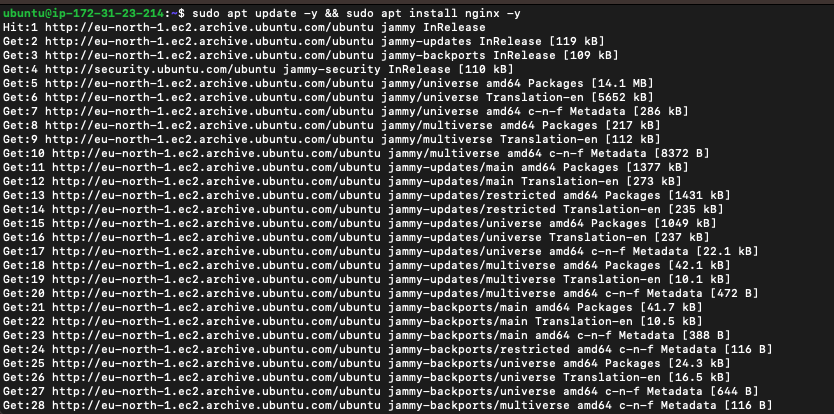 ubuntu@ip-172-31-23-214:~$ sudo apt update -y && sudo apt install nginx -y
Hit:1 http://eu-north-1.ec2.archive.ubuntu.com/ubuntu jammy InRelease
Get:2 http://eu-north-1.ec2.archive.ubuntu.com/ubuntu jammy-updates InRelease [119 kB]
Get:3 http://eu-north-1.ec2.archive.ubuntu.com/ubuntu jammy-backports InRelease [109 kB]
Get:4 http://security.ubuntu.com/ubuntu jammy-security InRelease [110 kB]
Get:5 http://eu-north-1.ec2.archive.ubuntu.com/ubuntu jammy/universe amd64 Packages [14.1 MB]
Get:6 http://eu-north-1.ec2.archive.ubuntu.com/ubuntu jammy/universe Translation-en [5652 kB]
Get:7 http://eu-north-1.ec2.archive.ubuntu.com/ubuntu jammy/universe amd64 c-n-f Metadata [286 kB]
Get:8 http://eu-north-1.ec2.archive.ubuntu.com/ubuntu jammy/multiverse amd64 Packages [217 kB]
Get:9 http://eu-north-1.ec2.archive.ubuntu.com/ubuntu jammy/multiverse Translation-en [112 kB]
Get:10 http://eu-north-1.ec2.archive.ubuntu.com/ubuntu jammy/multiverse amd64 c-n-f Metadata [8372 B]
Get:11 http://eu-north-1.ec2.archive.ubuntu.com/ubuntu jammy-updates/main amd64 Packages [1377 kB]
Get:12 http://eu-north-1.ec2.archive.ubuntu.com/ubuntu jammy-updates/main Translation-en [273 kB]
Get:13 http://eu-north-1.ec2.archive.ubuntu.com/ubuntu jammy-updates/restricted amd64 Packages [1431 kB]
Get:14 http://eu-north-1.ec2.archive.ubuntu.com/ubuntu jammy-updates/restricted Translation-en [235 kB]
Get:15 http://eu-north-1.ec2.archive.ubuntu.com/ubuntu jammy-updates/universe amd64 Packages [1049 kB]
Get:16 http://eu-north-1.ec2.archive.ubuntu.com/ubuntu jammy-updates/universe Translation-en [237 kB]
Get:17 http://eu-north-1.ec2.archive.ubuntu.com/ubuntu jammy-updates/universe amd64 c-n-f Metadata [22.1 kB]
Get:18 http://eu-north-1.ec2.archive.ubuntu.com/ubuntu jammy-updates/multiverse amd64 Packages [42.1 kB]
Get:19 http://eu-north-1.ec2.archive.ubuntu.com/ubuntu jammy-updates/multiverse Translation-en [10.1 kB]
Get:20 http://eu-north-1.ec2.archive.ubuntu.com/ubuntu jammy-updates/multiverse amd64 c-n-f Metadata [472 B]
Get:21 http://eu-north-1.ec2.archive.ubuntu.com/ubuntu jammy-backports/main amd64 Packages [41.7 kB]
Get:22 http://eu-north-1.ec2.archive.ubuntu.com/ubuntu jammy-backports/main Translation-en [10.5 kB]
Get:23 http://eu-north-1.ec2.archive.ubuntu.com/ubuntu jammy-backports/main amd64 c-n-f Metadata [388 B]
Get:24 http://eu-north-1.ec2.archive.ubuntu.com/ubuntu jammy-backports/restricted amd64 c-n-f Metadata [116 B]
Get:25 http://eu-north-1.ec2.archive.ubuntu.com/ubuntu jammy-backports/universe amd64 Packages [24.3 kB]
Get:26 http://eu-north-1.ec2.archive.ubuntu.com/ubuntu jammy-backports/universe Translation-en [16.5 kB]
Get:27 http://eu-north-1.ec2.archive.ubuntu.com/ubuntu jammy-backports/universe amd64 c-n-f Metadata [644 B]
Get:28 http://eu-north-1.ec2.archive.ubuntu.com/ubuntu jammy-backports/multiverse amd64 c-n-f Metadata [116 B]